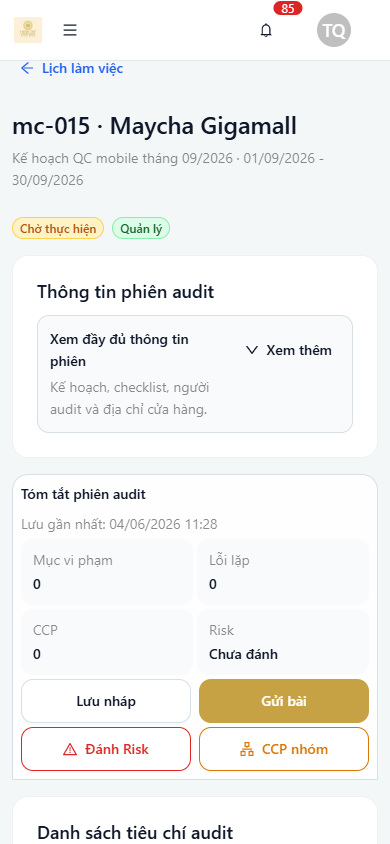 85
TQ
Lịch làm việc
mc-015 · Maycha Gigamall
Kế hoạch QC mobile tháng 09/2026 · 01/09/2026 -
30/09/2026
Chờ thực hiện Quản lý
Thông tin phiên audit
Xem đầy đủ thông tin
phiên
Xem thêm
Kế hoạch, checklist, người
audit và địa chỉ cửa hàng.
Tóm tắt phiên audit
Lưu gần nhất: 04/06/2026 11:28
Mục vi phạm
0
Lỗi lặp
0
CCP
0
Risk
Chưa đánh
Lưu nháp
Gửi bài
Đánh Risk
CCP nhóm
Danh sách tiêu chí audit